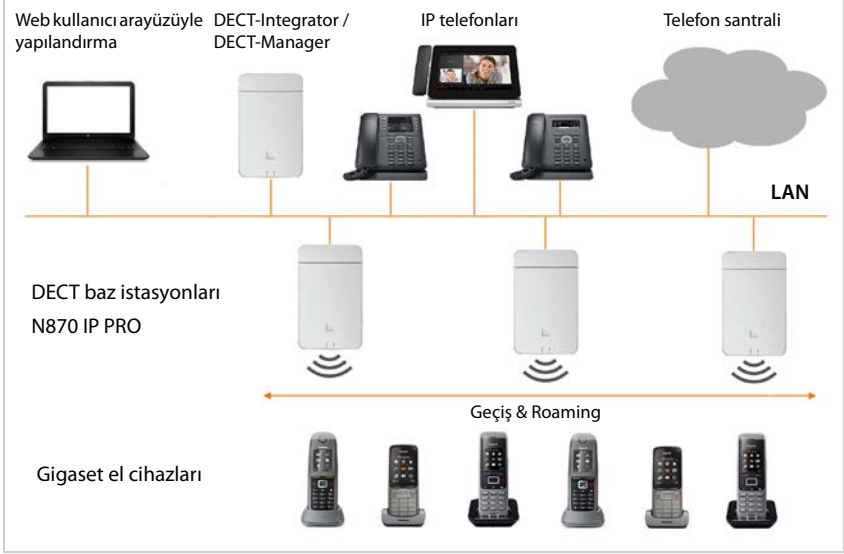 Web kullanıcı arayüzüyle
yapılandırma
DECT-Integrator /
DECT-Manager
IP telefonları
Telefon santrali
LAN
DECT baz istasyonları
N870 IP PRO
Geçiş & Roaming
Gigaset el cihazları